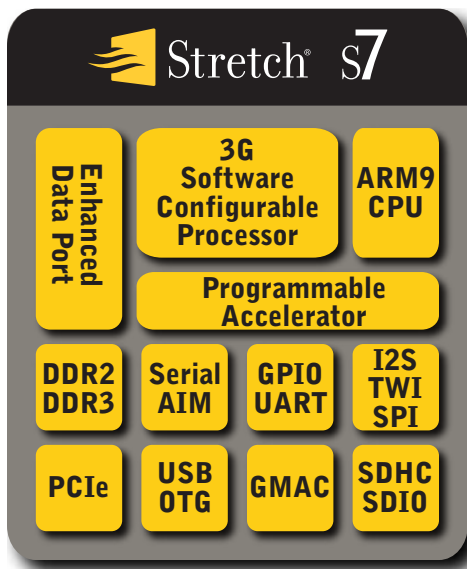 Stretch® S7
Enhanced
Data Port
3G
Software
Configurable
Processor
ARM9
CPU
Programmable
Accelerator
DDR2
DDR3
Serial
AIM
GPIO
UART
I2S
TWI
SPI
PCIe
USB
OTG
GMAC
SDHC
SDIO